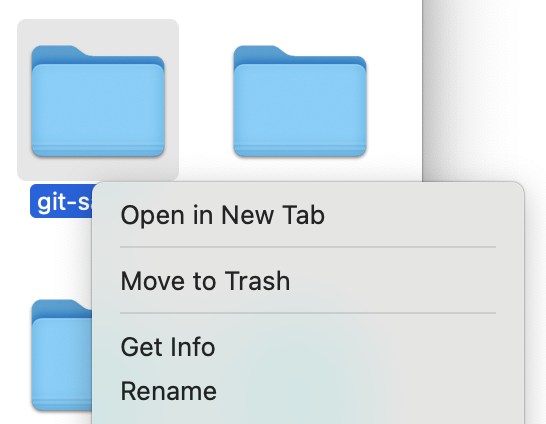 git-s
Open in New Tab
Move to Trash
Get Info
Rename